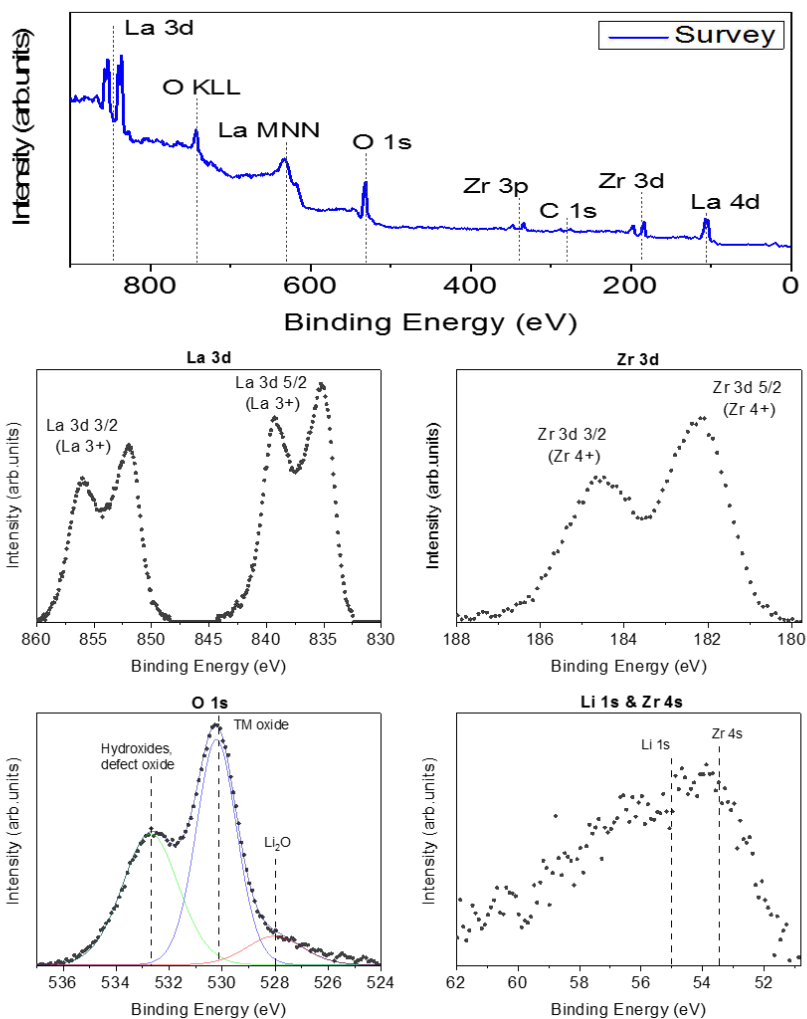 Survey
La 3d
O KLL
La MNN
O 1s
Zr 3p
C 1s
Zr 3d
La 4d
Intensity (arb.units)
800
600
400
200
0
Binding Energy (eV)
La 3d
La 3d 3/2
(La 3+)
La 3d 5/2
(La 3+)
Intensity (arb.units)
860
855
850
845
840
835
830
Binding Energy (eV)
Zr 3d
Zr 3d 3/2
(Zr 4+)
Zr 3d 5/2
(Zr 4+)
Intensity (arb.units)
188
186
184
182
180
Binding Energy (eV)
O 1s
Hydroxides,
defect oxide
TM oxide
Li₂O
Intensity (arb.units)
536
534
532
530
528
526
524
Binding Energy (eV)
Li 1s & Zr 4s
Li 1s
Zr 4s
Intensity (arb.units)
62
60
58
56
54
52
Binding Energy (eV)